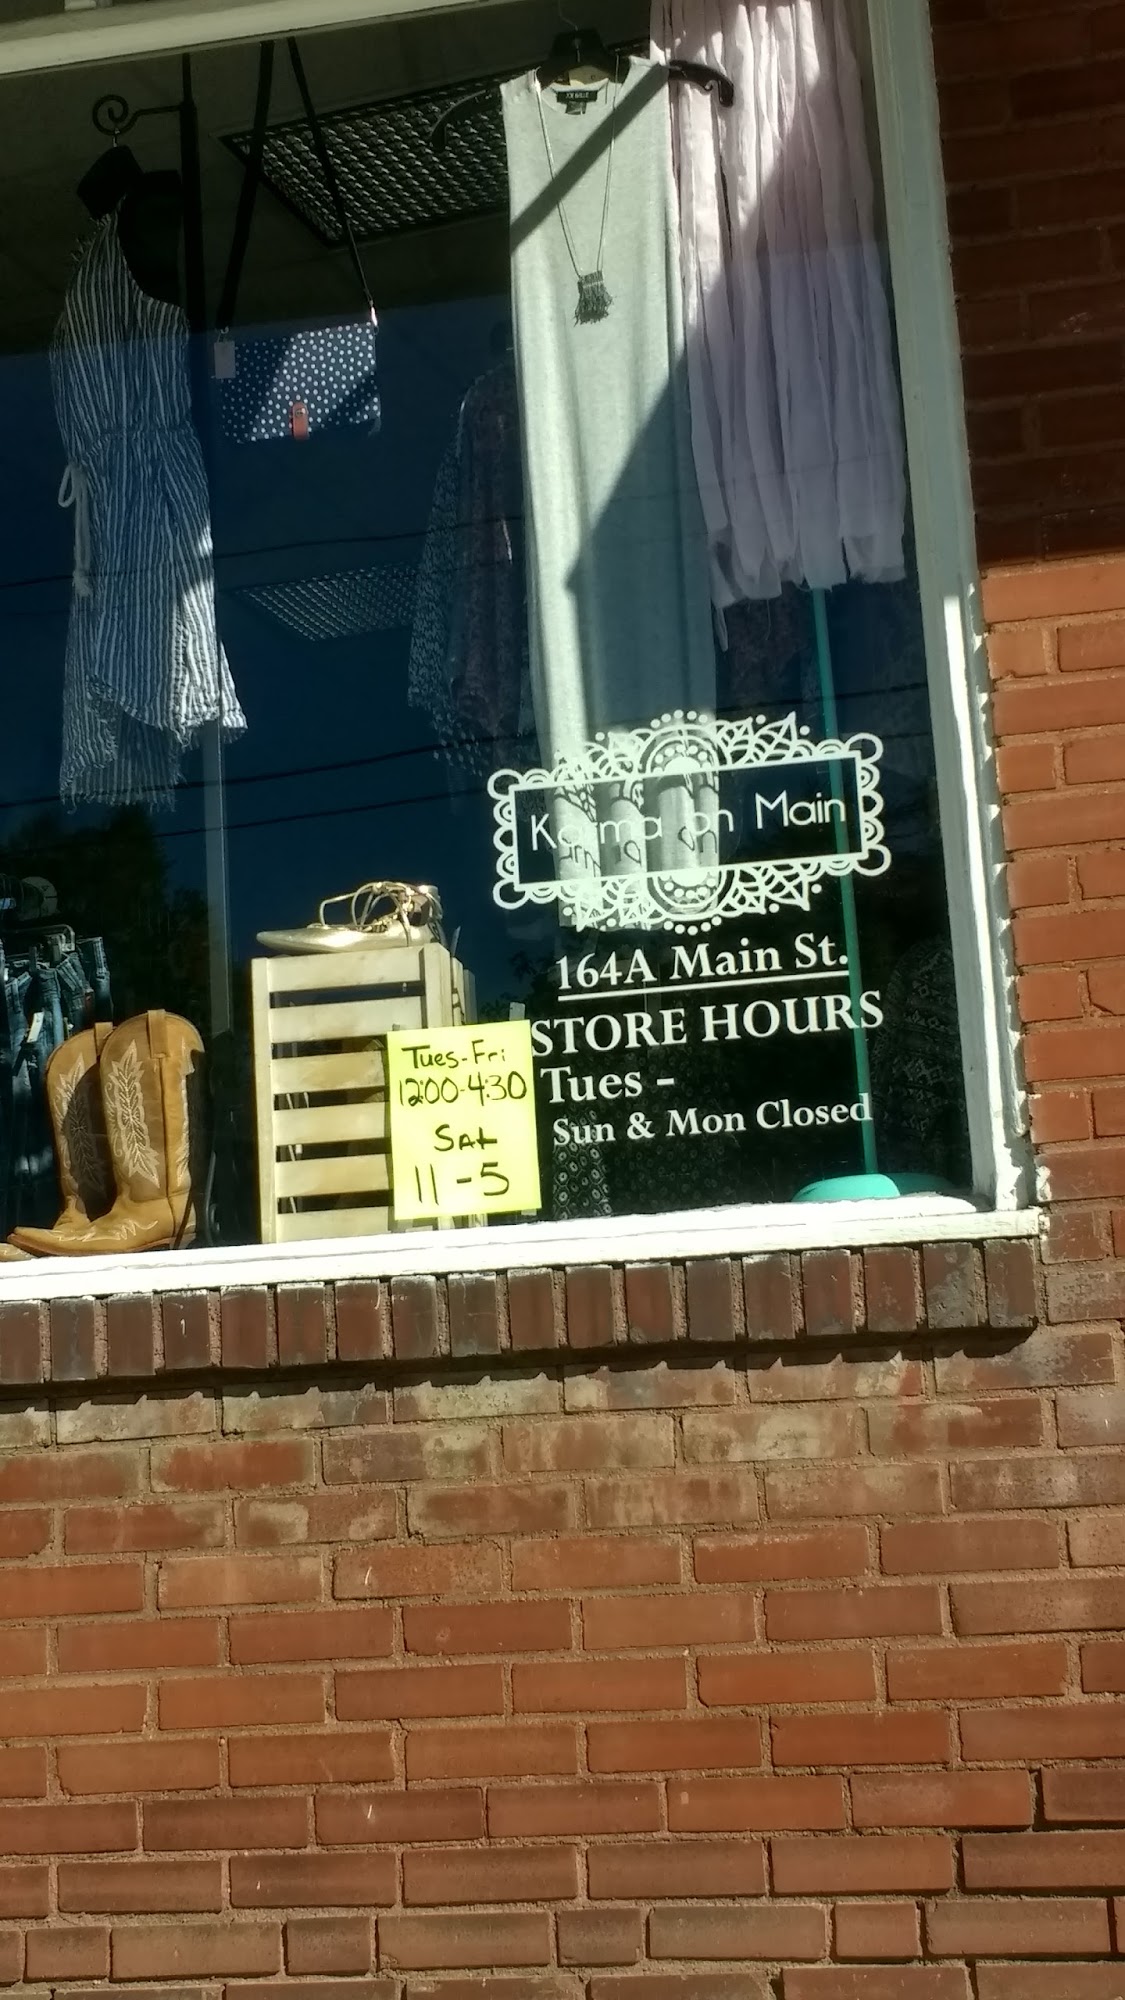 Karma on Main
164A Main St.
STORE HOURS
Tues -
Sun & Mon Closed
Tues-Fri
12:00-4:30
SAt
11-5